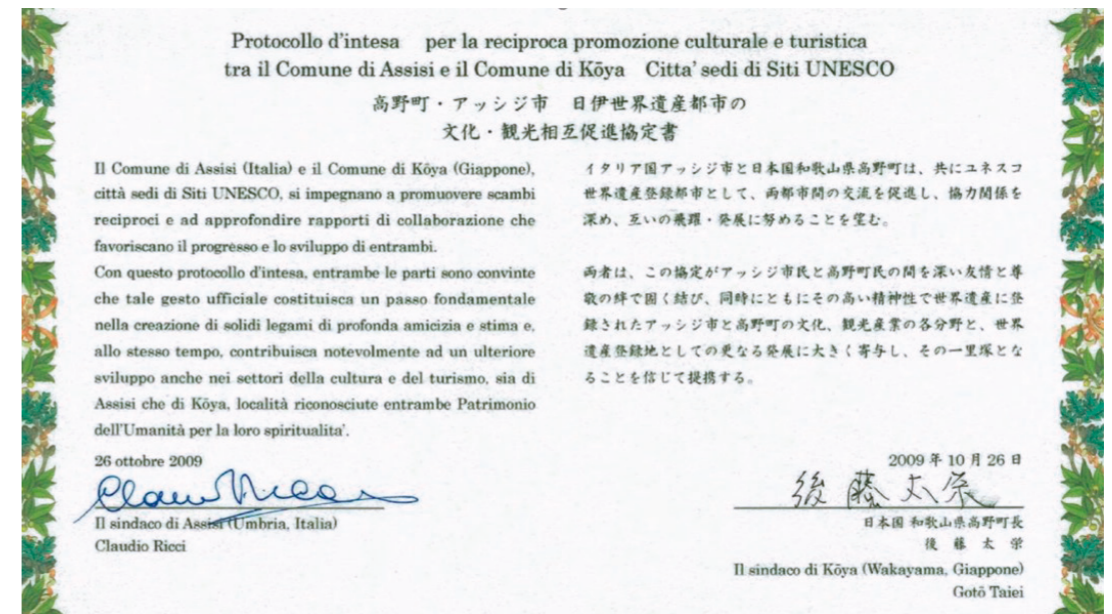 Protocollo d'intesa per la reciproca promozione culturale e turistica
tra il Comune di Assisi e il Comune di Kōya Citta' sedi di Siti UNESCO
高野町・アッシジ市 日伊世界遺産都市の
文化・観光相互促進協定書
Il Comune di Assisi (Italia) e il Comune di Kōya (Giappone),
città sedi di Siti UNESCO, si impegnano a promuovere scambi
reciproci e ad approfondire rapporti di collaborazione che
favoriscano il progresso e lo sviluppo di entrambi.
Con questo protocollo d'intesa, entrambe le parti sono convinte
che tale gesto ufficiale costituisca un passo fondamentale
nella creazione di solidi legami di profonda amicizia e stima e,
allo stesso tempo, contribuisca notevolmente ad un ulteriore
sviluppo anche nei settori della cultura e del turismo, sia di
Assisi che di Kōya, località riconosciute entrambe Patrimonio
dell'Umanità per la loro spiritualita'.
26 ottobre 2009
Claudio Ricci
Il sindaco di Assisi (Umbria, Italia)
Claudio Ricci
イタリア国アッシジ市と日本国和歌山県高野町は、共にユネスコ
世界遺産登録都市として、両都市間の交流を促進し、協力関係を
深め、互いの飛躍・発展に努めることを望む。
両者は、この協定がアッシジ市民と高野町民の間を深い友情と尊
敬の絆で固く結び、同時にともにその高い精神性で世界遺産に登
録されたアッシジ市と高野町の文化、観光産業の各分野と、世界
遺産登録地としての更なる発展に大きく寄与し、その一里塚とな
ることを信じて提携する。
2009 年 10 月 26 日
後藤太栄
日本国 和歌山県高野町長
後 藤 太 栄
Il sindaco di Kōya (Wakayama, Giappone)
Gotō Taiei